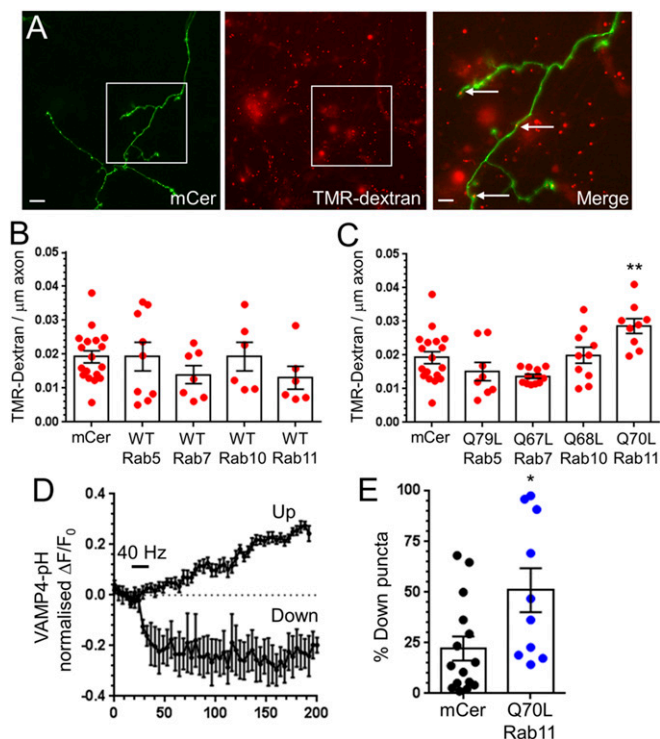 A
mCer
TMR-dextran
Merge
B
TMR-Dextran / μm axon
0.05
0.04
0.03
0.02
0.01
0.00
mCer
WT Rab5
WT Rab7
WT Rab10
WT Rab11
C
TMR-Dextran / μm axon
0.05
0.04
0.03
0.02
0.01
0.00
**
mCer
Q79L Rab5
Q67L Rab7
Q68L Rab10
Q70L Rab11
D
VAMP4-pH
normalised ΔF/F0
0.4
0.2
0.0
-0.2
-0.4
40 Hz
Up
Down
0 50 100 150 200
E
% Down puncta
100
75
50
25
0
*
mCer
Q70L Rab11